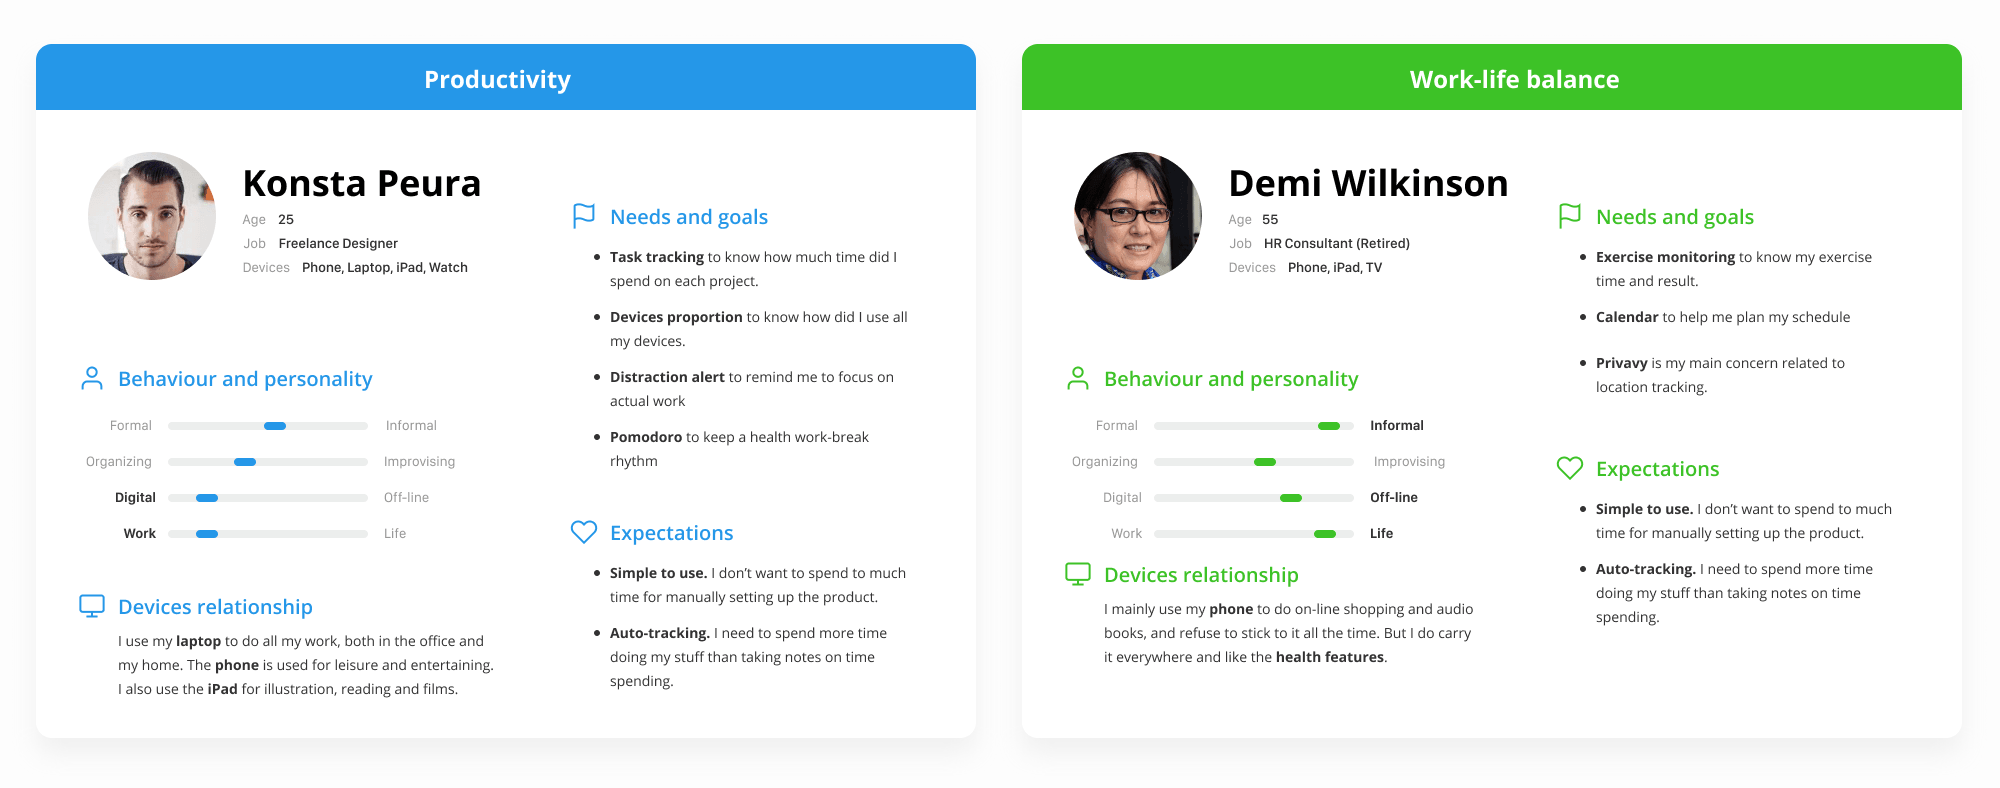 Productivity
Konsta Peura
Age 25
Job Freelance Designer
Devices Phone, Laptop, iPad, Watch
Behaviour and personality
Formal Informal
Organizing Improvising
Digital Off-line
Work Life
Devices relationship
I use my laptop to do all my work, both in the office and
my home. The phone is used for leisure and entertaining.
I also use the iPad for illustration, reading and films.
Needs and goals
• Task tracking to know how much time did I
spend on each project.
• Devices proportion to know how did I use all
my devices.
• Distraction alert to remind me to focus on
actual work
• Pomodoro to keep a health work-break
rhythm
Expectations
• Simple to use. I don't want to spend to much
time for manually setting up the product.
• Auto-tracking. I need to spend more time
doing my stuff than taking notes on time
spending.
Work-life balance
Demi Wilkinson
Age 55
Job HR Consultant (Retired)
Devices Phone, iPad, TV
Behaviour and personality
Formal Informal
Organizing Improvising
Digital Off-line
Work Life
Devices relationship
I mainly use my phone to do on-line shopping and audio
books, and refuse to stick to it all the time. But I do carry
it everywhere and like the health features.
Needs and goals
• Exercise monitoring to know my exercise
time and result.
• Calendar to help me plan my schedule
• Privavy is my main concern related to
location tracking.
Expectations
• Simple to use. I don't want to spend to much
time for manually setting up the product.
• Auto-tracking. I need to spend more time
doing my stuff than taking notes on time
spending.